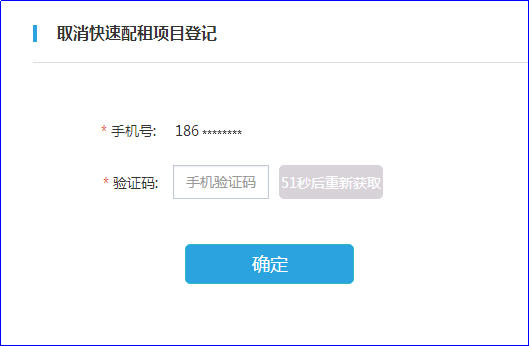 取消快速配租项目登记
* 手机号: 186 ********
* 验证码: 手机验证码 51秒后重新获取
确定